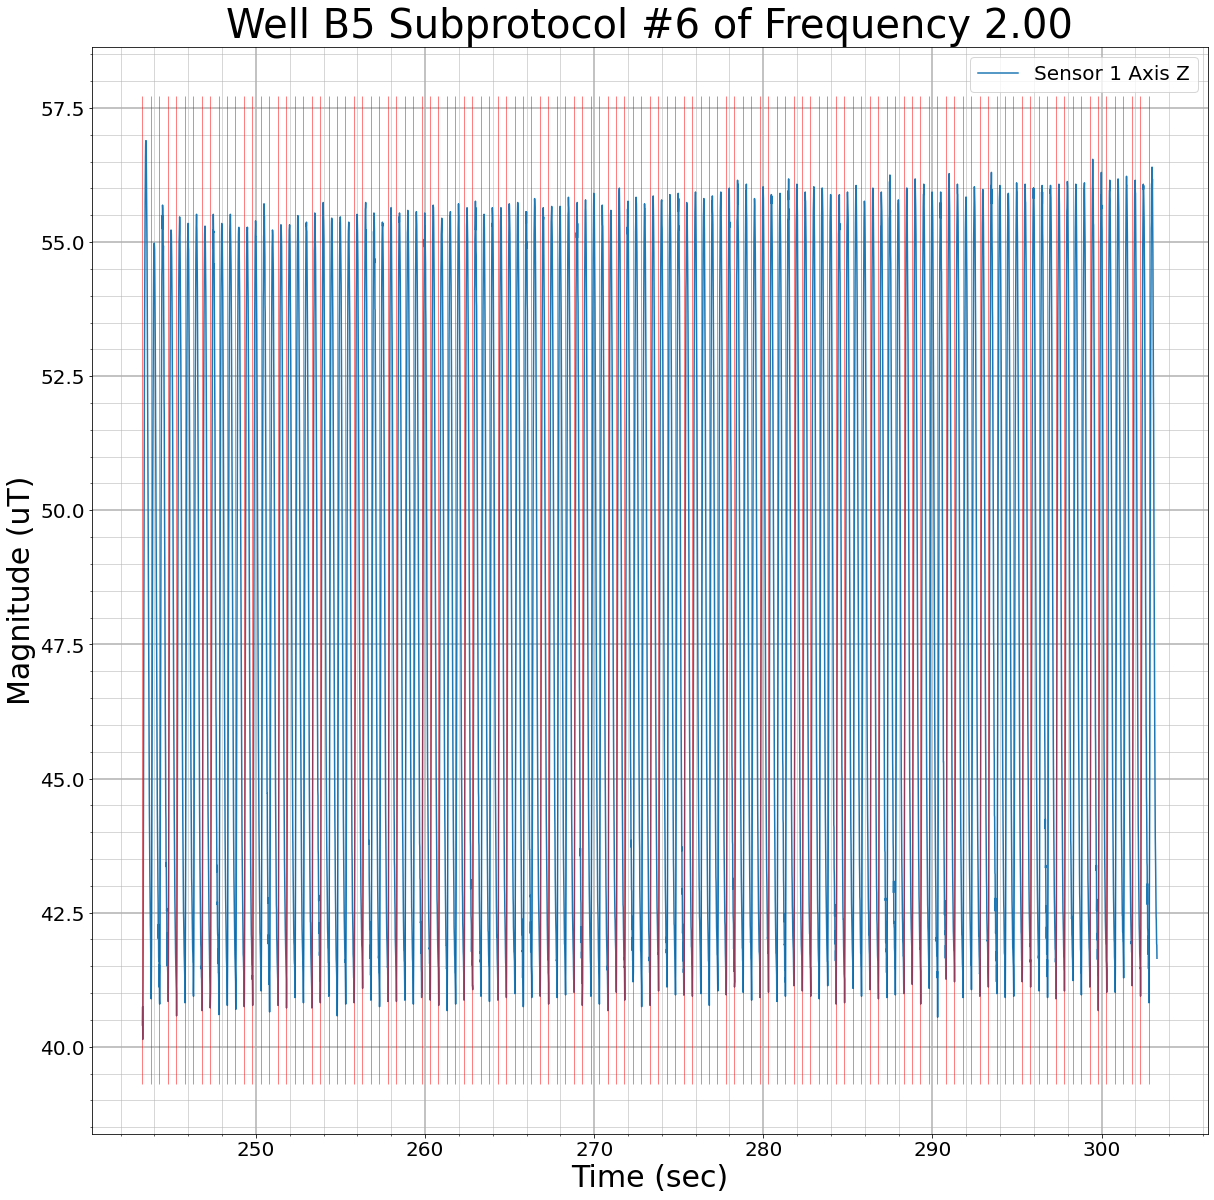 Well B5 Subprotocol #6 of Frequency 2.00
Sensor 1 Axis Z
57.5
55.0
52.5
50.0
47.5
45.0
42.5
40.0
Magnitude (uT)
250 260 270 280 290 300
Time (sec)